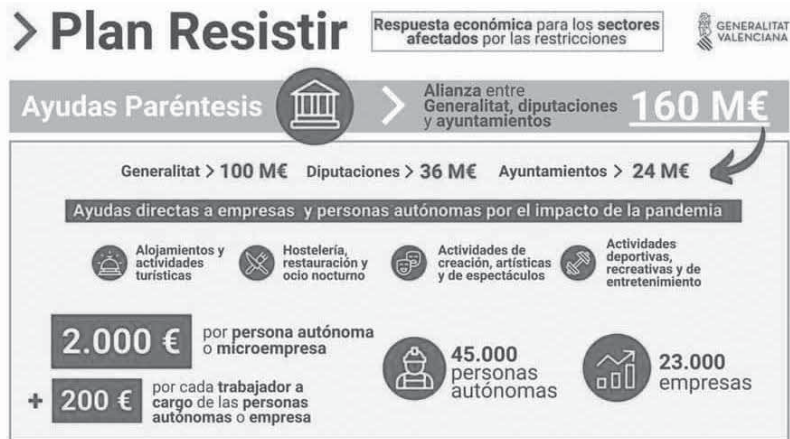 > Plan Resistir
Respuesta económica para los sectores
afectados por las restricciones
GENERALITAT
VALENCIANA
Ayudas Paréntesis
>
Alianza entre
Generalitat, diputaciones
y ayuntamientos
160 M€
Generalitat > 100 M€ Diputaciones > 36 M€ Ayuntamientos > 24 M€
Ayudas directas a empresas y personas autónomas por el impacto de la pandemia
Alojamientos y
actividades
turísticas
Hostelería,
restauración y
ocio nocturno
Actividades de
creación, artísticas
y de espectáculos
Actividades
deportivas,
recreativas y de
entretenimiento
2.000 €
por persona autónoma
o microempresa
+ 200 €
por cada trabajador a
cargo de las personas
autónomas o empresa
45.000
personas
autónomas
23.000
empresas